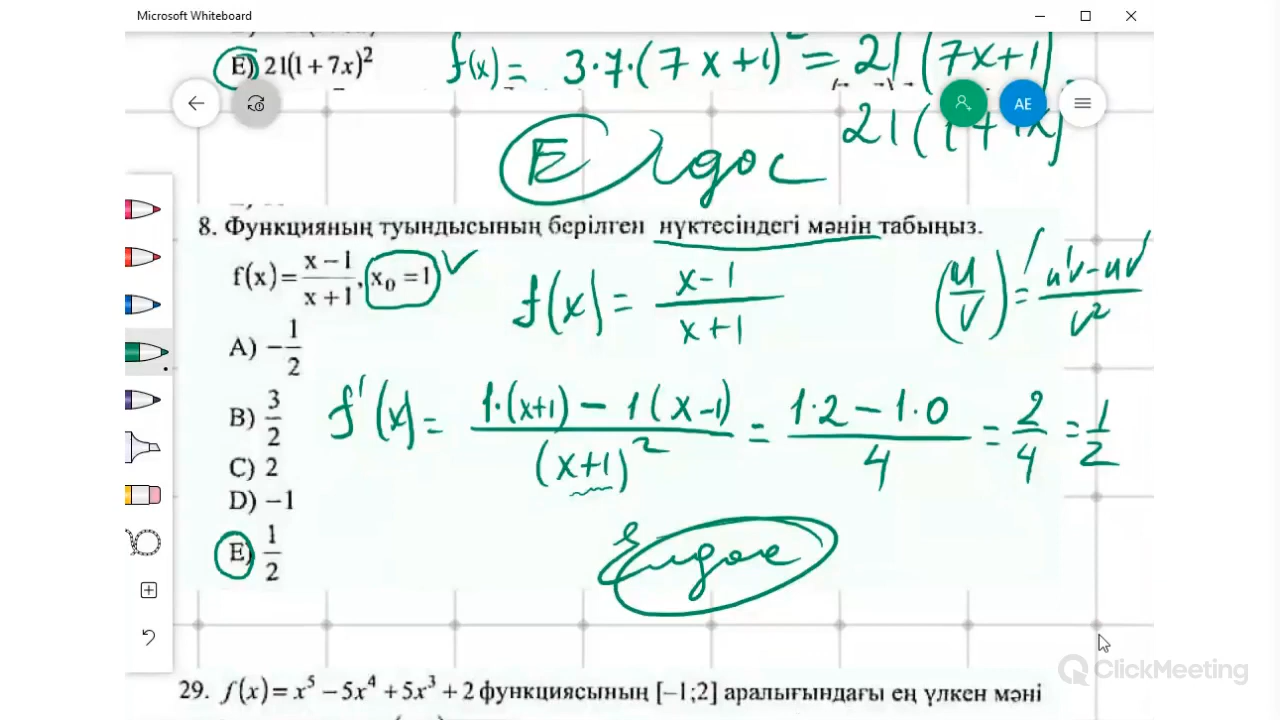 Microsoft Whiteboard
E) 21(1 + 7x)²
f(x) = 3·7·(7x+1)² = 21(7x+1)
21(1+7x)
AE
E Елдос
8. Функцияның туындысының берілген нүктесіндегі мәнін табыңыз.
f(x) = (x − 1)/(x + 1), x₀ = 1
f(x) = (x-1)/(x+1)
(u/v)' = (u'v - uv')/v²
A) −1/2
B) 3/2
f'(x) = (1·(x+1) − 1(x-1))/(x+1)² = (1·2 − 1·0)/4 = 2/4 = 1/2
C) 2
D) −1
E) 1/2
Елдос
29. f(x) = x⁵ − 5x⁴ + 5x³ + 2 функциясының [−1;2] аралығындағы ең үлкен мәні
ClickMeeting